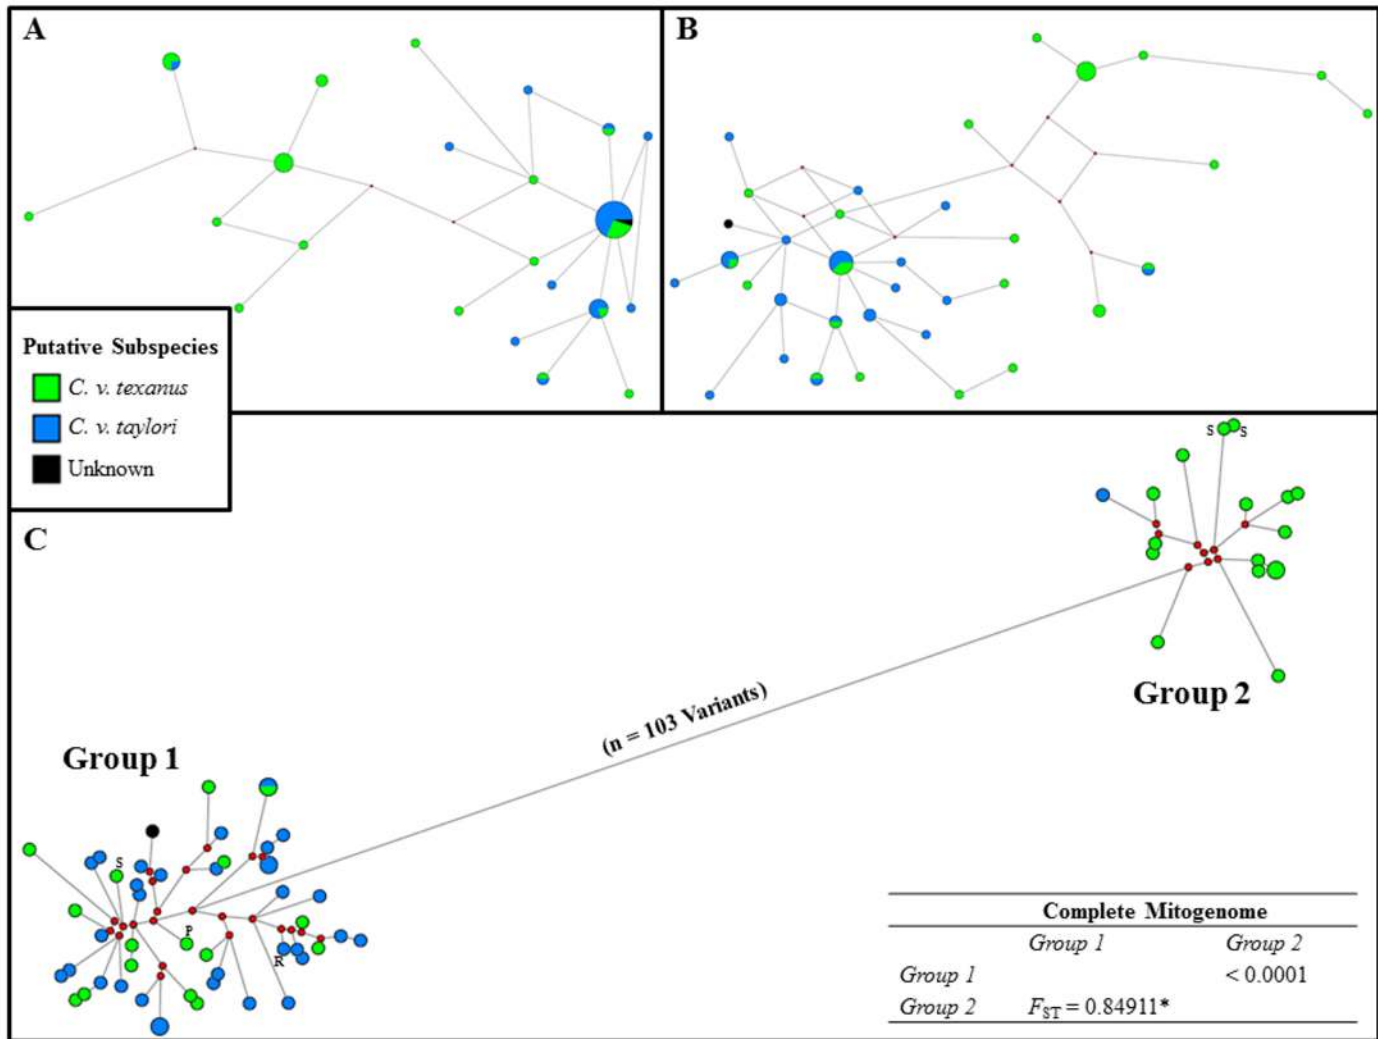 A
B
Putative Subspecies
C. v. texanus
C. v. taylori
Unknown
C
S
S
Group 2
(n = 103 Variants)
Group 1
S
P
R
Complete Mitogenome
Group 1 Group 2
Group 1 < 0.0001
Group 2 FST = 0.84911*